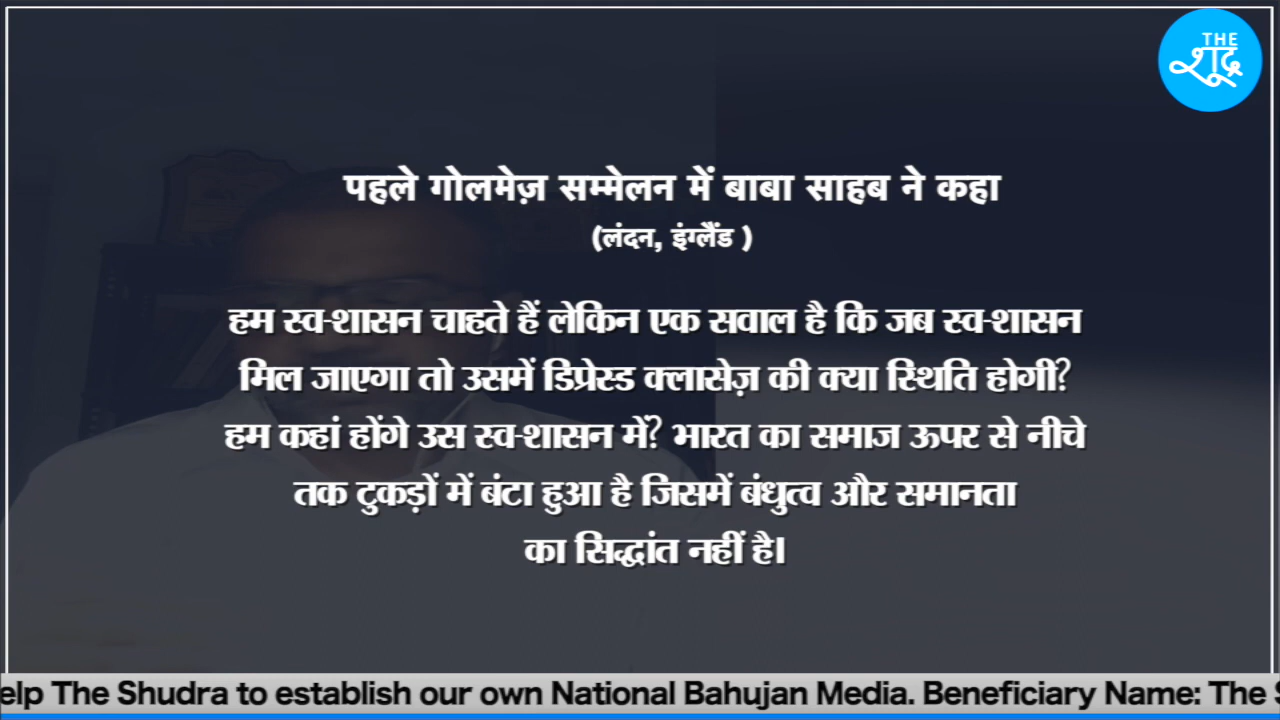 THE
शूद्र
पहले गोलमेज़ सम्मेलन में बाबा साहब ने कहा
(लंदन, इंग्लैंड )
हम स्व-शासन चाहते हैं लेकिन एक सवाल है कि जब स्व-शासन
मिल जाएगा तो उसमें डिप्रेस्ड क्लासेज़ की क्या स्थिति होगी?
हम कहां होंगे उस स्व-शासन में? भारत का समाज ऊपर से नीचे
तक टुकड़ों में बंटा हुआ है जिसमें बंधुत्व और समानता
का सिद्धांत नहीं है।
elp The Shudra to establish our own National Bahujan Media. Beneficiary Name: The S